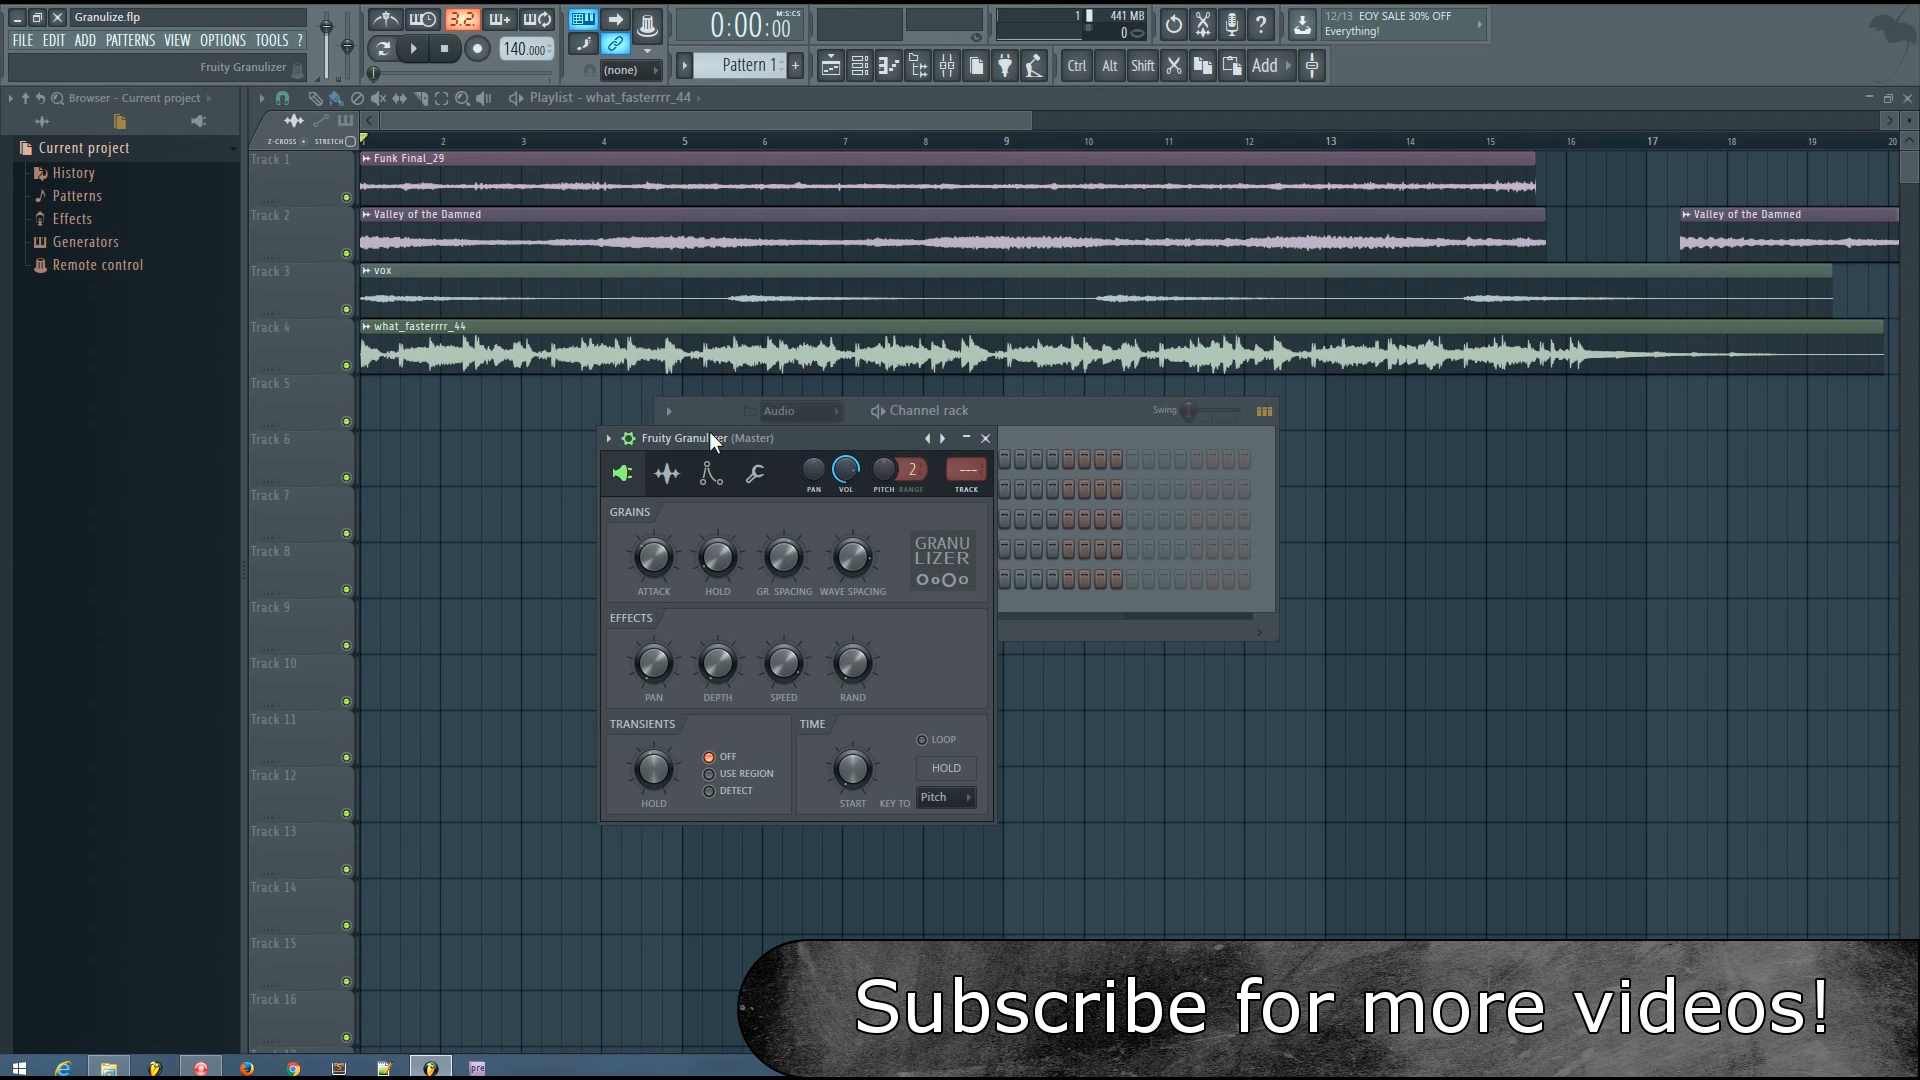 Granulize.flp
FILE EDIT ADD PATTERNS VIEW OPTIONS TOOLS ?
Fruity Granulizer
3.2.
140.000
(none)
0:00:00
M:S:CS
Pattern 1
+
1
441 MB
0
?
12/13 EOY SALE 30% OFF
Everything!
Ctrl
Alt
Shift
Add
Browser - Current project
Playlist - what_fasterrrr_44
Current project
History
Patterns
Effects
Generators
Remote control
Z-CROSS
STRETCH
2 3 4 5 6 7 8 9 10 11 12 13 14 15 16 17 18 19 20
Track 1
Funk Final_29
Track 2
Valley of the Damned
Valley of the Damned
Track 3
vox
Track 4
what_fasterrrr_44
Track 5
Track 6
Track 7
Track 8
Track 9
Track 10
Track 11
Track 12
Track 13
Track 14
Track 15
Track 16
Audio
Channel rack
Swing
Fruity Granulizer (Master)
2
---
PAN
VOL
PITCH
RANGE
TRACK
GRAINS
GRANU
LIZER
ATTACK
HOLD
GR. SPACING
WAVE SPACING
EFFECTS
PAN
DEPTH
SPEED
RAND
TRANSIENTS
TIME
OFF
USE REGION
DETECT
HOLD
LOOP
HOLD
START
KEY TO
Pitch
Subscribe for more videos!
pre